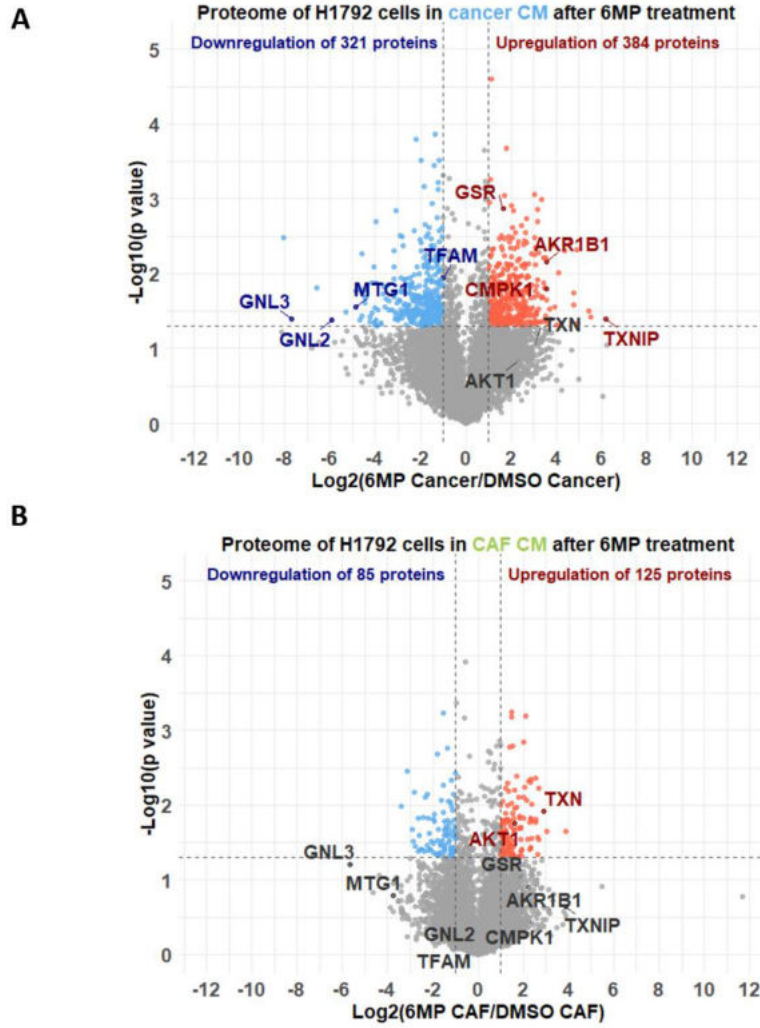 A
Proteome of H1792 cells in cancer CM after 6MP treatment
Downregulation of 321 proteins
Upregulation of 384 proteins
-Log10(p value)
5
4
3
2
1
0
GSR
AKR1B1
TFAM
MTG1
CMPK1
GNL3
TXN
GNL2
TXNIP
AKT1
-12 -10 -8 -6 -4 -2 0 2 4 6 8 10 12
Log2(6MP Cancer/DMSO Cancer)
B
Proteome of H1792 cells in CAF CM after 6MP treatment
Downregulation of 85 proteins
Upregulation of 125 proteins
-Log10(p value)
5
4
3
2
1
0
TXN
AKT1
GNL3
GSR
MTG1
AKR1B1
TXNIP
GNL2
CMPK1
TFAM
-12 -10 -8 -6 -4 -2 0 2 4 6 8 10 12
Log2(6MP CAF/DMSO CAF)